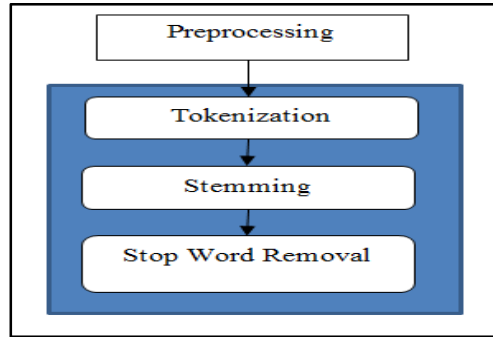 Preprocessing
Tokenization
Stemming
Stop Word Removal